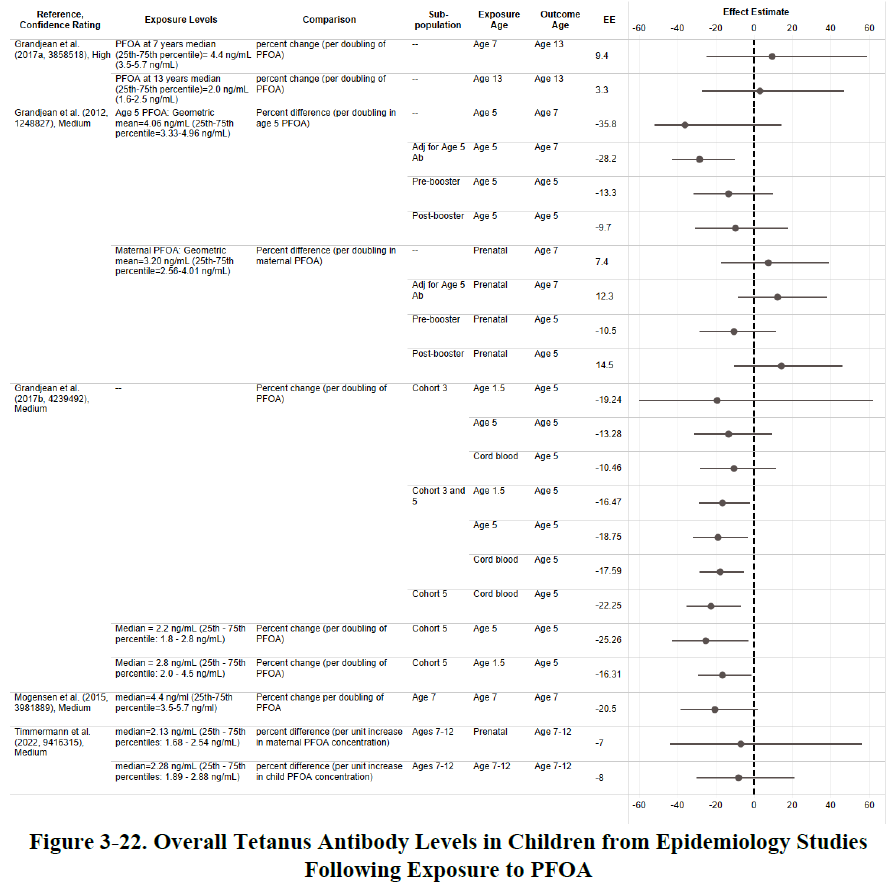 Reference, Confidence Rating Exposure Levels Comparison Sub-population Exposure Age Outcome Age EE Effect Estimate
-60 -40 -20 0 20 40 60
Grandjean et al. PFOA at 7 years median percent change (per doubling of -- Age 7 Age 13
(2017a, 3858518), High (25th-75th percentile)= 4.4 ng/mL PFOA) 9.4
(3.5-5.7 ng/mL)
PFOA at 13 years median percent change (per doubling of -- Age 13 Age 13
(25th-75th percentile)=2.0 ng/mL PFOA) 3.3
(1.6-2.5 ng/mL)
Grandjean et al. (2012, Age 5 PFOA: Geometric Percent difference (per doubling in -- Age 5 Age 7
1248827), Medium mean=4.06 ng/mL (25th-75th age 5 PFOA) -35.8
percentile=3.33-4.96 ng/mL)
Adj for Age 5 Age 5 Age 7
Ab -28.2
Pre-booster Age 5 Age 5
-13.3
Post-booster Age 5 Age 5
-9.7
Maternal PFOA: Geometric Percent difference (per doubling in -- Prenatal Age 7
mean=3.20 ng/mL (25th-75th maternal PFOA) 7.4
percentile=2.56-4.01 ng/mL)
Adj for Age 5 Prenatal Age 7
Ab 12.3
Pre-booster Prenatal Age 5
-10.5
Post-booster Prenatal Age 5
14.5
Grandjean et al. -- Percent change (per doubling of Cohort 3 Age 1.5 Age 5
(2017b, 4239492), PFOA) -19.24
Medium
Age 5 Age 5
-13.28
Cord blood Age 5
-10.46
Cohort 3 and Age 1.5 Age 5
5 -16.47
Age 5 Age 5
-18.75
Cord blood Age 5
-17.59
Cohort 5 Cord blood Age 5
-22.25
Median = 2.2 ng/mL (25th - 75th Percent change (per doubling of Cohort 5 Age 5 Age 5
percentile: 1.8 - 2.8 ng/mL) PFOA) -25.26
Median = 2.8 ng/mL (25th - 75th Percent change (per doubling of Cohort 5 Age 1.5 Age 5
percentile: 2.0 - 4.5 ng/mL) PFOA) -16.31
Mogensen et al. (2015, median=4.4 ng/ml (25th-75th Percent change per doubling of Age 7 Age 7 Age 7
3981889), Medium percentile=3.5-5.7 ng/ml) PFOA -20.5
Timmermann et al. median=2.13 ng/mL (25th - 75th percent difference (per unit increase Ages 7-12 Prenatal Age 7-12
(2022, 9416315), percentiles: 1.68 - 2.54 ng/mL) in maternal PFOA concentration) -7
Medium
median=2.28 ng/mL (25th - 75th percent difference (per unit increase Ages 7-12 Age 7-12 Age 7-12
percentiles: 1.89 - 2.88 ng/mL) in child PFOA concentration) -8
-60 -40 -20 0 20 40 60
Figure 3-22. Overall Tetanus Antibody Levels in Children from Epidemiology Studies
Following Exposure to PFOA